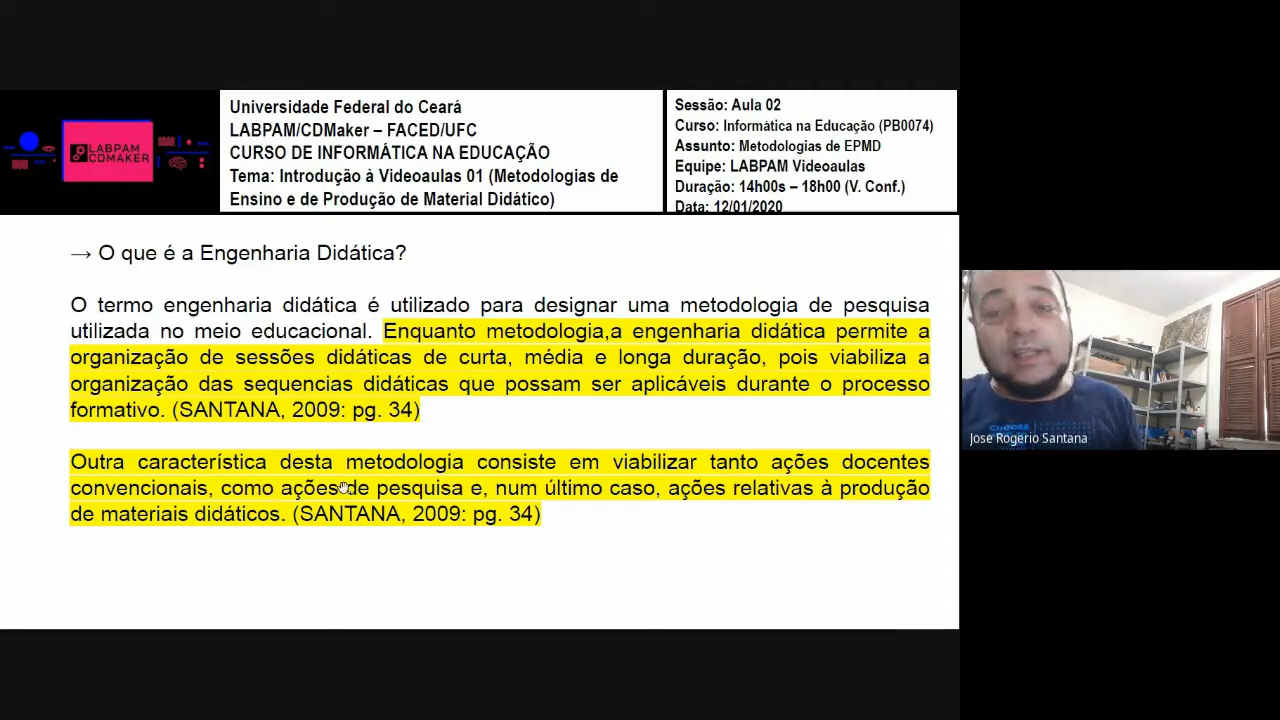 LABPAM
CDMAKER
Universidade Federal do Ceará
LABPAM/CDMaker – FACED/UFC
CURSO DE INFORMÁTICA NA EDUCAÇÃO
Tema: Introdução à Videoaulas 01 (Metodologias de
Ensino e de Produção de Material Didático)
Sessão: Aula 02
Curso: Informática na Educação (PB0074)
Assunto: Metodologias de EPMD
Equipe: LABPAM Videoaulas
Duração: 14h00s – 18h00 (V. Conf.)
Data: 12/01/2020
→ O que é a Engenharia Didática?
O termo engenharia didática é utilizado para designar uma metodologia de pesquisa
utilizada no meio educacional. Enquanto metodologia,a engenharia didática permite a
organização de sessões didáticas de curta, média e longa duração, pois viabiliza a
organização das sequencias didáticas que possam ser aplicáveis durante o processo
formativo. (SANTANA, 2009: pg. 34)
Outra característica desta metodologia consiste em viabilizar tanto ações docentes
convencionais, como ações de pesquisa e, num último caso, ações relativas à produção
de materiais didáticos. (SANTANA, 2009: pg. 34)
CHOOSE
Jose Rogerio Santana